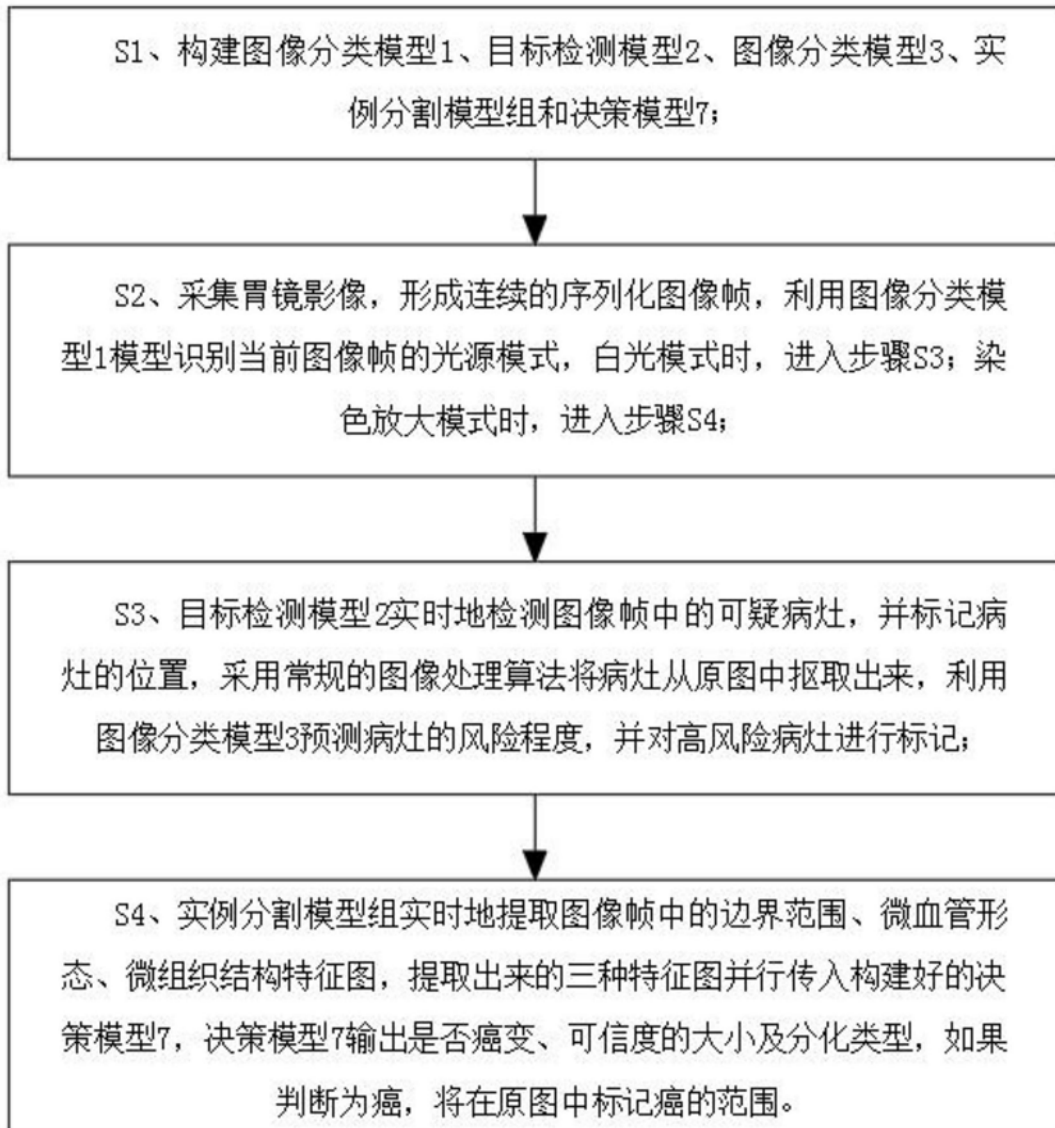 S1、构建图像分类模型1、目标检测模型2、图像分类模型3、实
例分割模型组和决策模型7；
S2、采集胃镜影像，形成连续的序列化图像帧，利用图像分类模
型1模型识别当前图像帧的光源模式，白光模式时，进入步骤S3；染
色放大模式时，进入步骤S4；
S3、目标检测模型2实时地检测图像帧中的可疑病灶，并标记病
灶的位置，采用常规的图像处理算法将病灶从原图中抠取出来，利用
图像分类模型3预测病灶的风险程度，并对高风险病灶进行标记；
S4、实例分割模型组实时地提取图像帧中的边界范围、微血管形
态、微组织结构特征图，提取出来的三种特征图并行传入构建好的决
策模型7，决策模型7输出是否癌变、可信度的大小及分化类型，如果
判断为癌，将在原图中标记癌的范围。